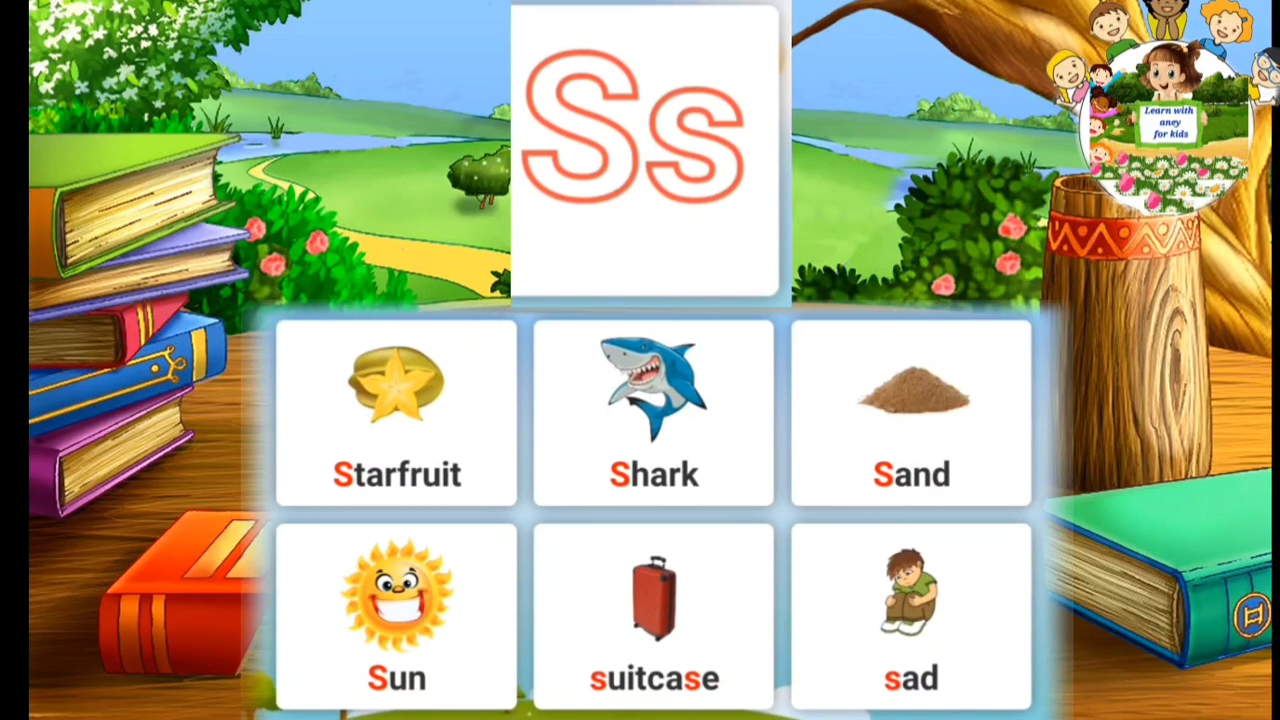 Ss
Learn with
aney
for kids
Starfruit
Shark
Sand
Sun
suitcase
sad